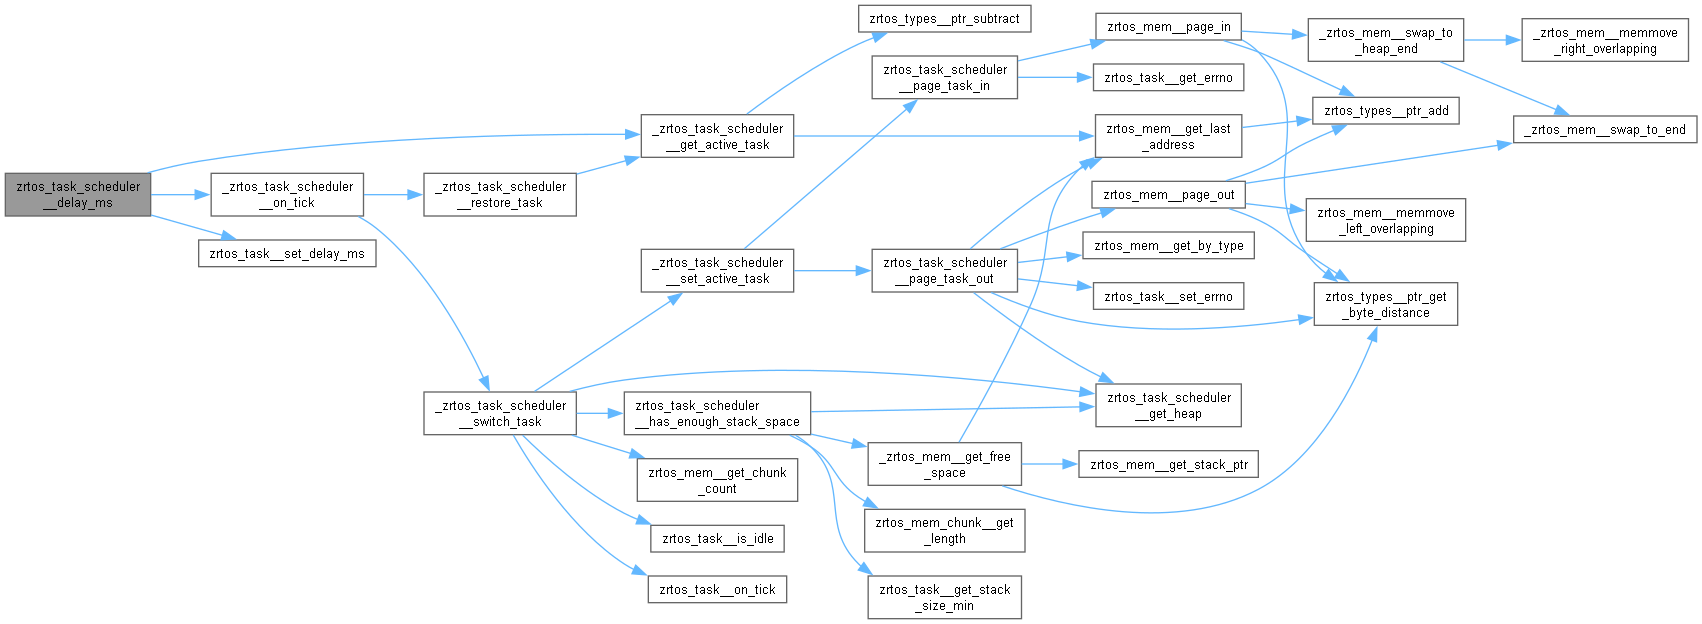 zrtos_task_scheduler
__delay_ms
_zrtos_task_scheduler
__on_tick
zrtos_task__set_delay_ms
_zrtos_task_scheduler
__restore_task
_zrtos_task_scheduler
__switch_task
_zrtos_task_scheduler
__get_active_task
_zrtos_task_scheduler
__set_active_task
zrtos_task_scheduler
__has_enough_stack_space
zrtos_mem__get_chunk
_count
zrtos_task__is_idle
zrtos_task__on_tick
zrtos_types__ptr_subtract
zrtos_task_scheduler
__page_task_in
zrtos_task_scheduler
__page_task_out
_zrtos_mem__get_free
_space
zrtos_mem_chunk__get
_length
zrtos_task__get_stack
_size_min
zrtos_mem__page_in
zrtos_task__get_errno
zrtos_mem__get_last
_address
zrtos_mem__page_out
zrtos_mem__get_by_type
zrtos_task__set_errno
zrtos_task_scheduler
__get_heap
zrtos_mem__get_stack_ptr
_zrtos_mem__swap_to
_heap_end
zrtos_types__ptr_add
zrtos_mem__memmove
_left_overlapping
zrtos_types__ptr_get
_byte_distance
_zrtos_mem__memmove
_right_overlapping
_zrtos_mem__swap_to_end